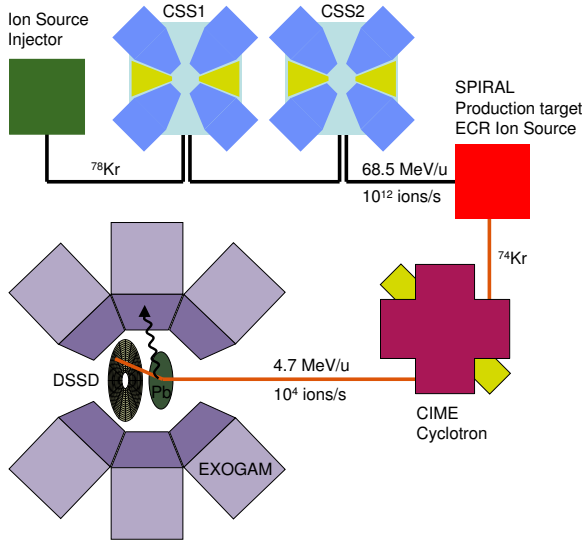 Ion Source
Injector
CSS1
CSS2
SPIRAL
Production target
ECR Ion Source
⁷⁸Kr
68.5 MeV/u
10¹² ions/s
⁷⁴Kr
DSSD
Pb
4.7 MeV/u
10⁴ ions/s
CIME
Cyclotron
EXOGAM